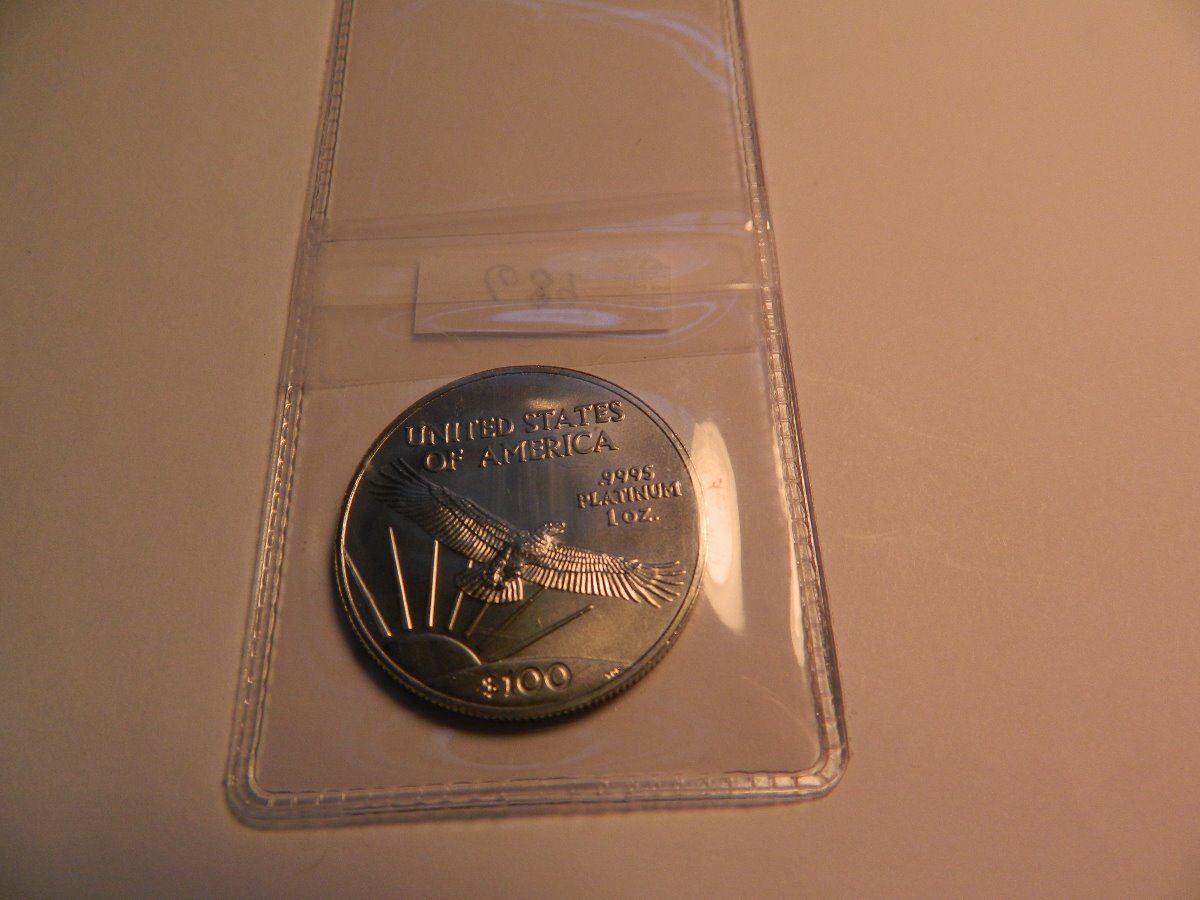 UNITED STATES
OF AMERICA
.9995
PLATINUM
1 OZ.
$100